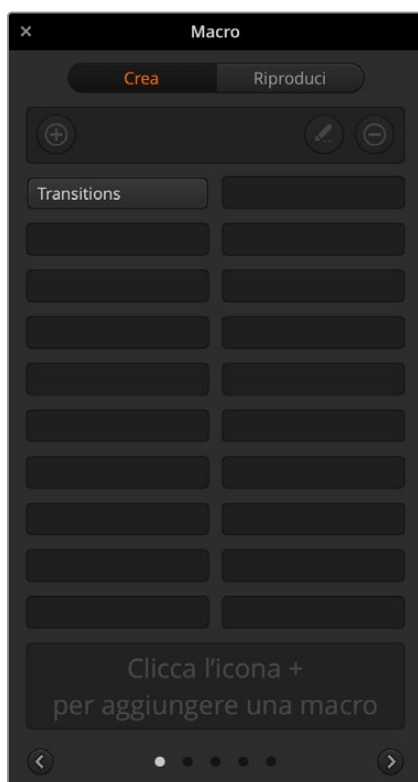 Macro
Crea
Riproduci
Transitions
Clicca l’icona +
per aggiungere una macro